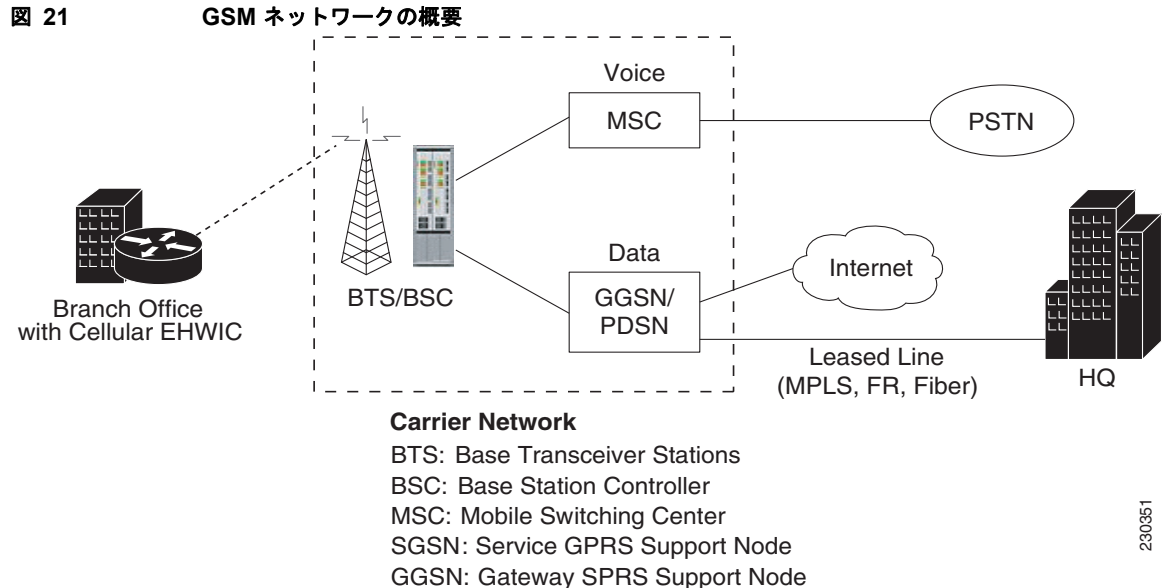 図 21 GSM ネットワークの概要
Voice
MSC
PSTN
Data
Internet
BTS/BSC
GGSN/
PDSN
Branch Office
with Cellular EHWIC
Leased Line
(MPLS, FR, Fiber)
HQ
Carrier Network
BTS: Base Transceiver Stations
BSC: Base Station Controller
MSC: Mobile Switching Center
SGSN: Service GPRS Support Node
GGSN: Gateway SPRS Support Node
230351